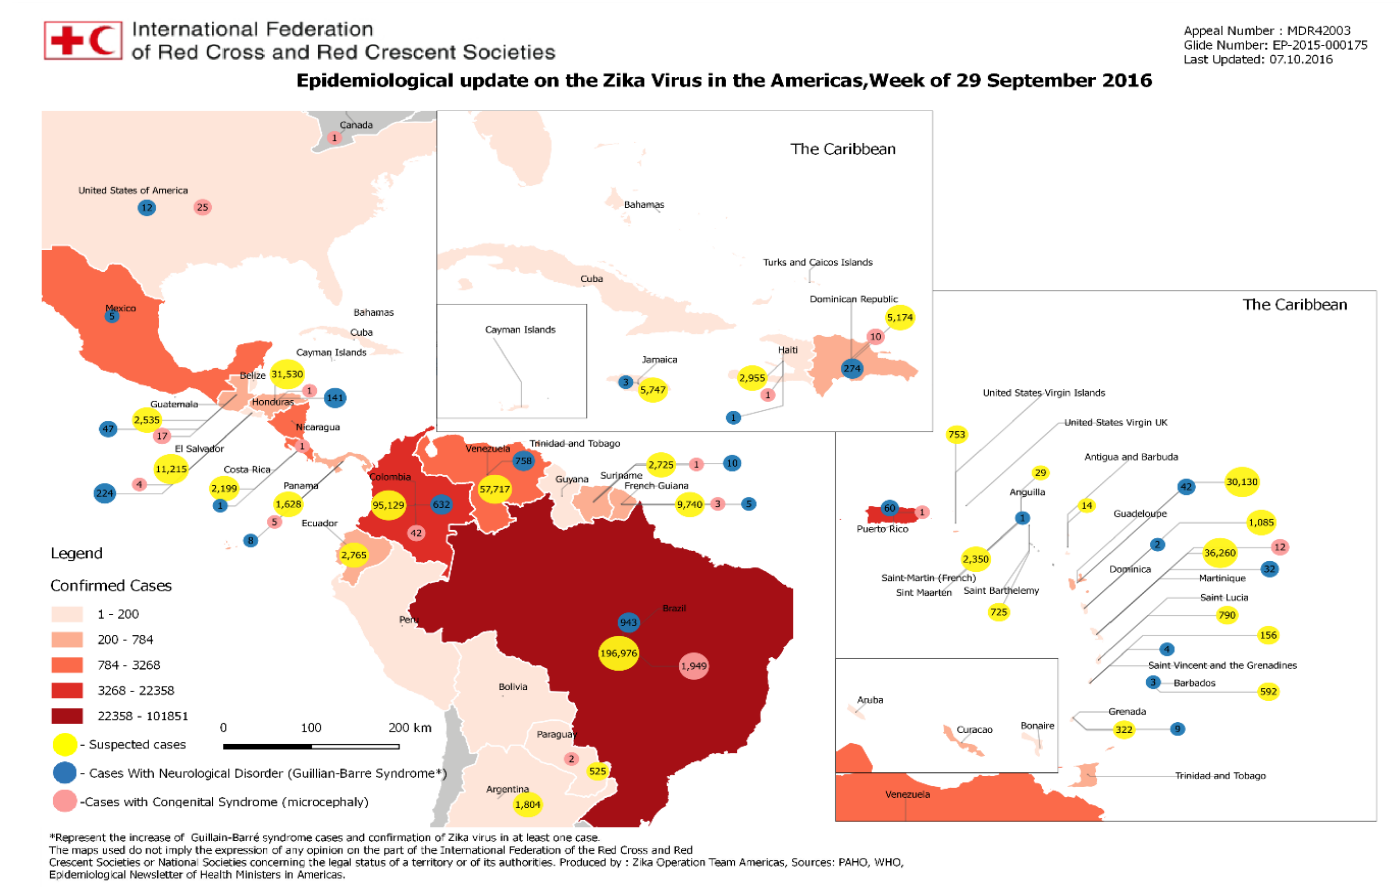 International Federation
of Red Cross and Red Crescent Societies
Appeal Number : MDR42003
Glide Number: EP-2015-000175
Last Updated: 07.10.2016
Epidemiological update on the Zika Virus in the Americas,Week of 29 September 2016
Canada
1
United States of America
12
25
Mexico
5
Bahamas
Cuba
Cayman Islands
Belize
31,530
1
141
Honduras
Guatemala
2,535
47
17
Nicaragua
El Salvador
11,215
4
224
1
Costa Rica
2,199
1
Panama
1,628
5
8
Ecuador
2,765
Colombia
95,129
632
42
Venezuela
758
57,717
Trinidad and Tobago
Guyana
Suriname
2,725
1
10
French Guiana
9,740
3
5
Peru
Brazil
943
196,976
1,949
Bolivia
Paraguay
2
525
Argentina
1,804
The Caribbean
Bahamas
Turks and Caicos Islands
Cuba
Dominican Republic
5,174
10
274
Cayman Islands
Jamaica
3
5,747
Haiti
2,955
1
1
The Caribbean
United States Virgin Islands
753
United States Virgin UK
Antigua and Barbuda
29
Anguilla
14
1
42
30,130
Guadeloupe
60
1
Puerto Rico
1,085
2
2,350
36,260
12
Dominica
32
Saint-Martin (French)
Martinique
Sint Maarten
Saint Barthelemy
Saint Lucia
725
790
156
4
Saint Vincent and the Grenadines
3
Barbados
592
Grenada
322
9
Aruba
Curacao
Bonaire
Trinidad and Tobago
Venezuela
Legend
Confirmed Cases
1 - 200
200 - 784
784 - 3268
3268 - 22358
22358 - 101851
0 100 200 km
- Suspected cases
- Cases With Neurological Disorder (Guillian-Barre Syndrome*)
-Cases with Congenital Syndrome (microcephaly)
*Represent the increase of Guillain-Barré syndrome cases and confirmation of Zika virus in at least one case.
The maps used do not imply the expression of any opinion on the part of the International Federation of the Red Cross and Red
Crescent Societies or National Societies concerning the legal status of a territory or of its authorities. Produced by : Zika Operation Team Americas, Sources: PAHO, WHO,
Epidemiological Newsletter of Health Ministers in Americas.